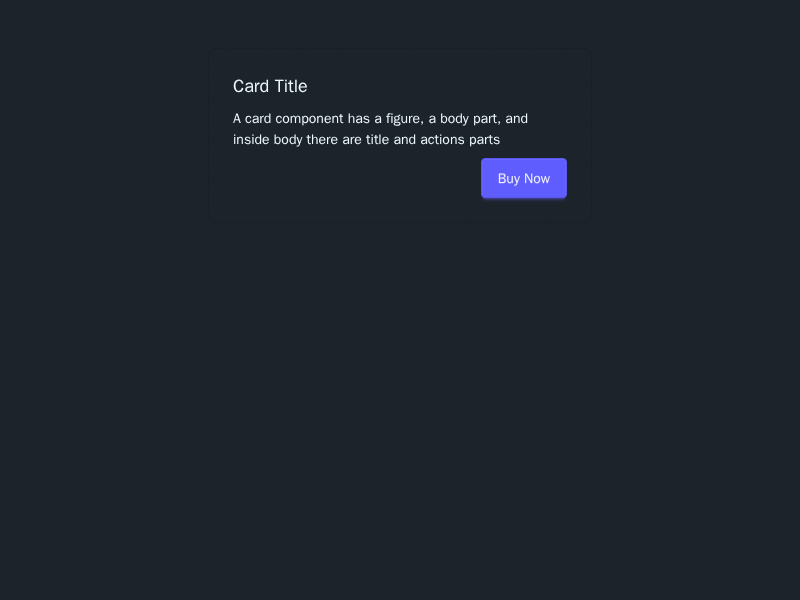 Card Title
A card component has a figure, a body part, and
inside body there are title and actions parts
Buy Now